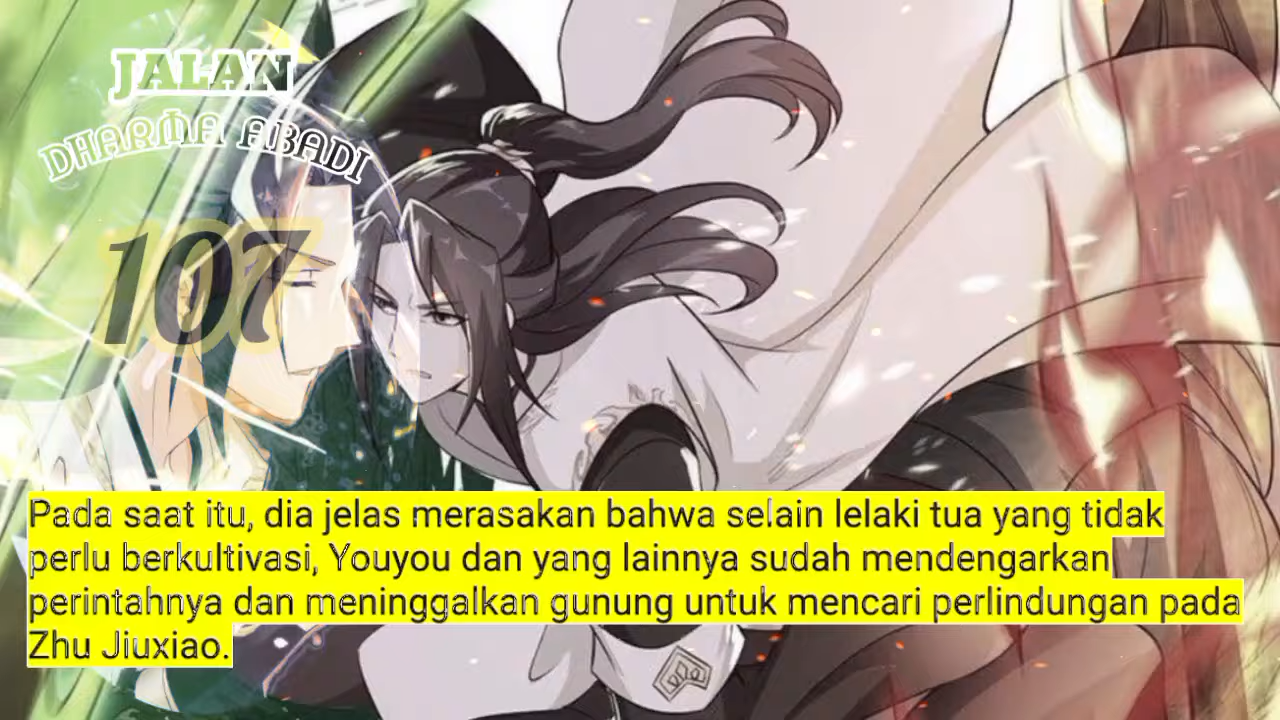 JALAN
DHARMA ABADI
107
Pada saat itu, dia jelas merasakan bahwa selain lelaki tua yang tidak
perlu berkultivasi, Youyou dan yang lainnya sudah mendengarkan
perintahnya dan meninggalkan gunung untuk mencari perlindungan pada
Zhu Jiuxiao.